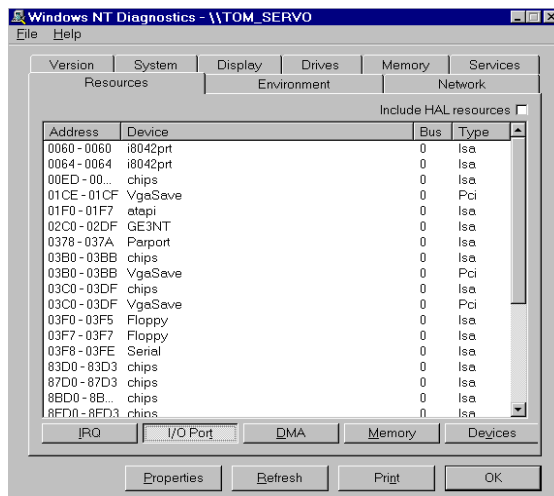 Windows NT Diagnostics - \\TOM_SERVO
File Help
Version System Display Drives Memory Services
Resources Environment Network
Include HAL resources
Address Device Bus Type
0060 - 0060 i8042prt 0 Isa
0064 - 0064 i8042prt 0 Isa
00ED - 00... chips 0 Isa
01CE - 01CF VgaSave 0 Pci
01F0 - 01F7 atapi 0 Isa
02C0 - 02DF GE3NT 0 Isa
0378 - 037A Parport 0 Isa
03B0 - 03BB chips 0 Isa
03B0 - 03BB VgaSave 0 Pci
03C0 - 03DF chips 0 Isa
03C0 - 03DF VgaSave 0 Pci
03F0 - 03F5 Floppy 0 Isa
03F7 - 03F7 Floppy 0 Isa
03F8 - 03FE Serial 0 Isa
83D0 - 83D3 chips 0 Isa
87D0 - 87D3 chips 0 Isa
8BD0 - 8B... chips 0 Isa
8FD0 - 8FD3 chips 0 Isa
IRQ I/O Port DMA Memory Devices
Properties Refresh Print OK